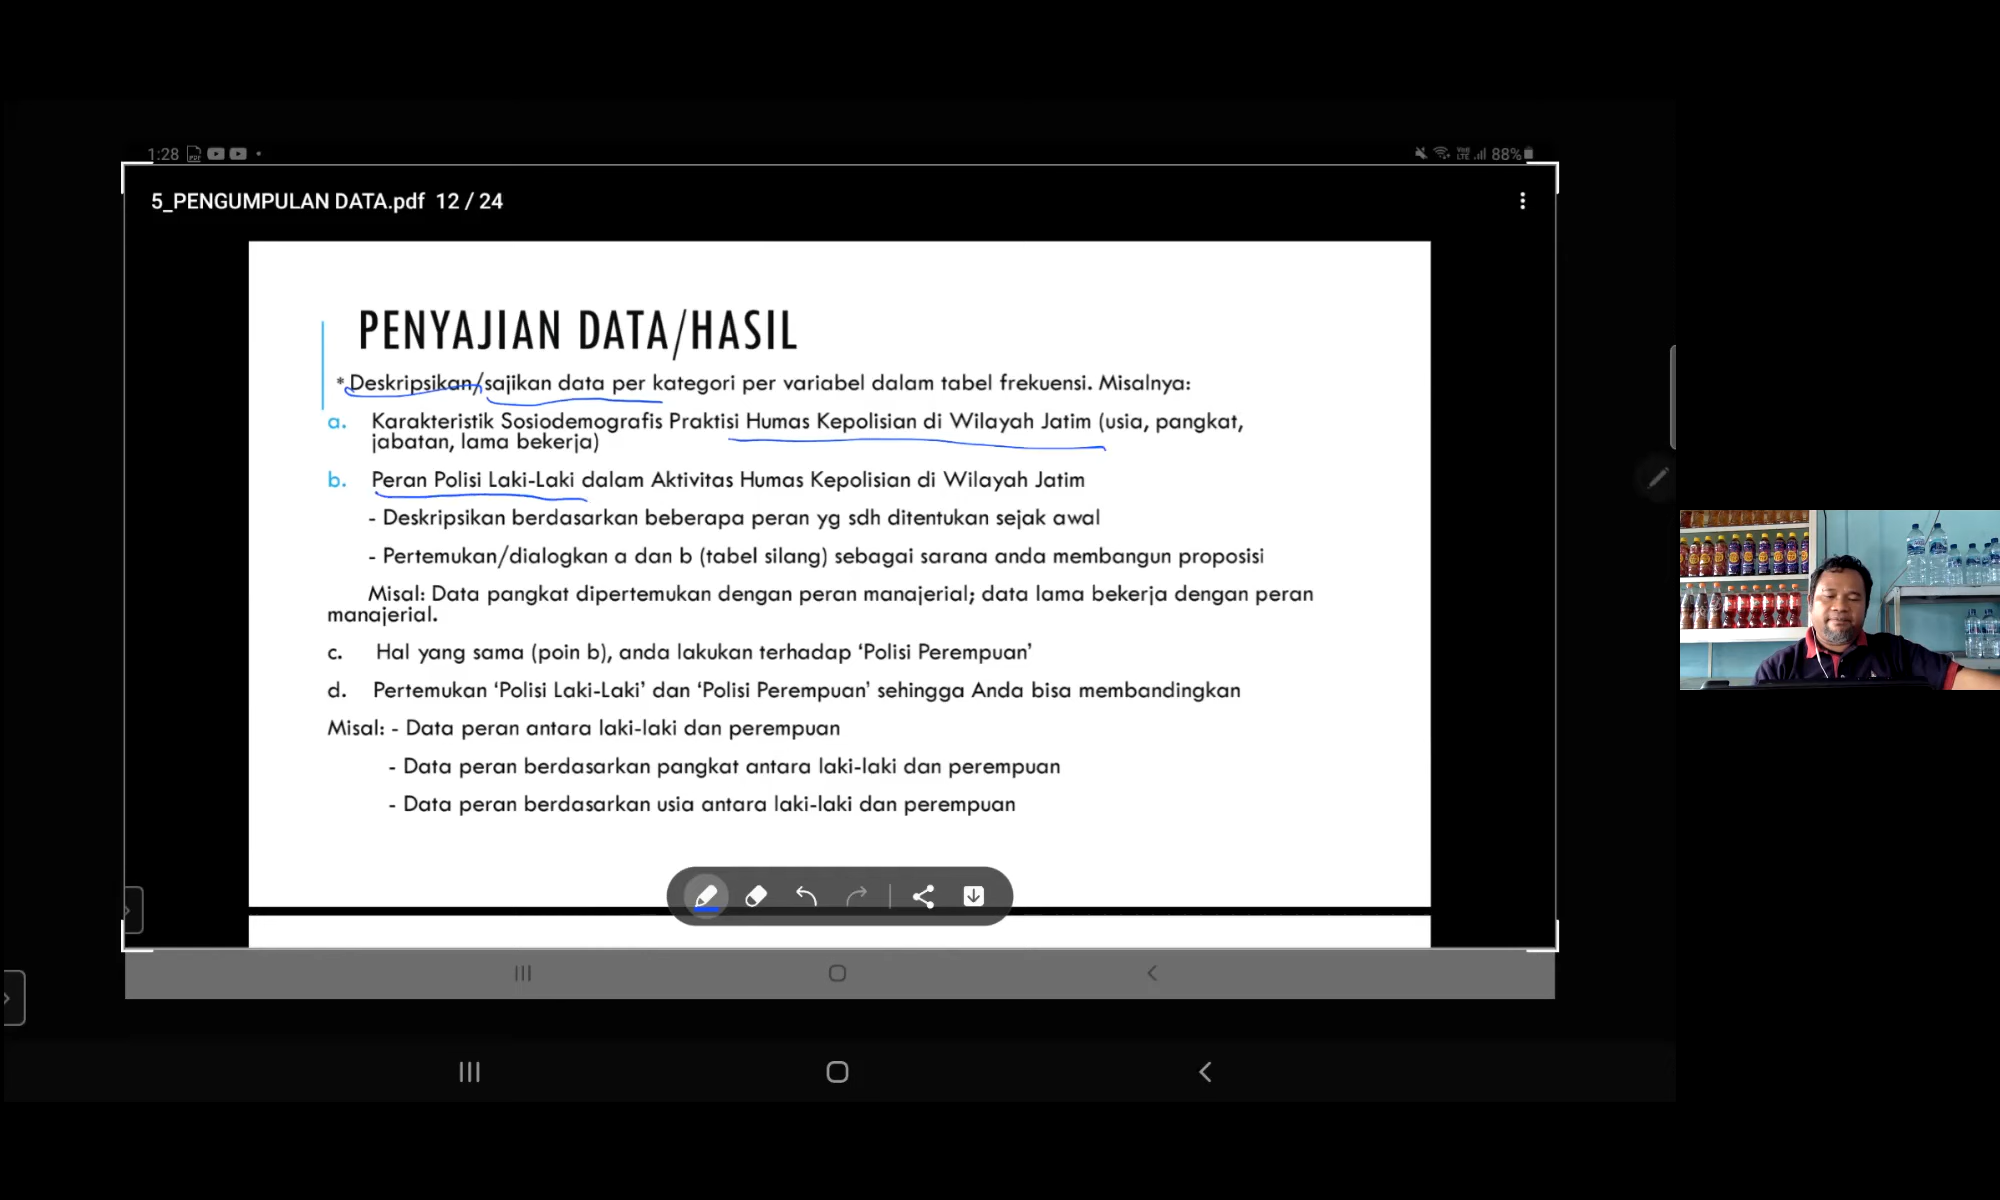 1:28
VoD
LTE
88%
5_PENGUMPULAN DATA.pdf 12 / 24
PENYAJIAN DATA/HASIL
* Deskripsikan/sajikan data per kategori per variabel dalam tabel frekuensi. Misalnya:
a. Karakteristik Sosiodemografis Praktisi Humas Kepolisian di Wilayah Jatim (usia, pangkat,
jabatan, lama bekerja)
b. Peran Polisi Laki-Laki dalam Aktivitas Humas Kepolisian di Wilayah Jatim
- Deskripsikan berdasarkan beberapa peran yg sdh ditentukan sejak awal
- Pertemukan/dialogkan a dan b (tabel silang) sebagai sarana anda membangun proposisi
Misal: Data pangkat dipertemukan dengan peran manajerial; data lama bekerja dengan peran
manajerial.
c. Hal yang sama (poin b), anda lakukan terhadap ‘Polisi Perempuan’
d. Pertemukan ‘Polisi Laki-Laki’ dan ‘Polisi Perempuan’ sehingga Anda bisa membandingkan
Misal: - Data peran antara laki-laki dan perempuan
- Data peran berdasarkan pangkat antara laki-laki dan perempuan
- Data peran berdasarkan usia antara laki-laki dan perempuan